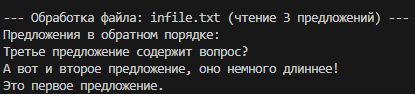 --- Обработка файла: infile.txt (чтение 3 предложений) ---
Предложения в обратном порядке:
Третье предложение содержит вопрос?
А вот и второе предложение, оно немного длиннее!
Это первое предложение.